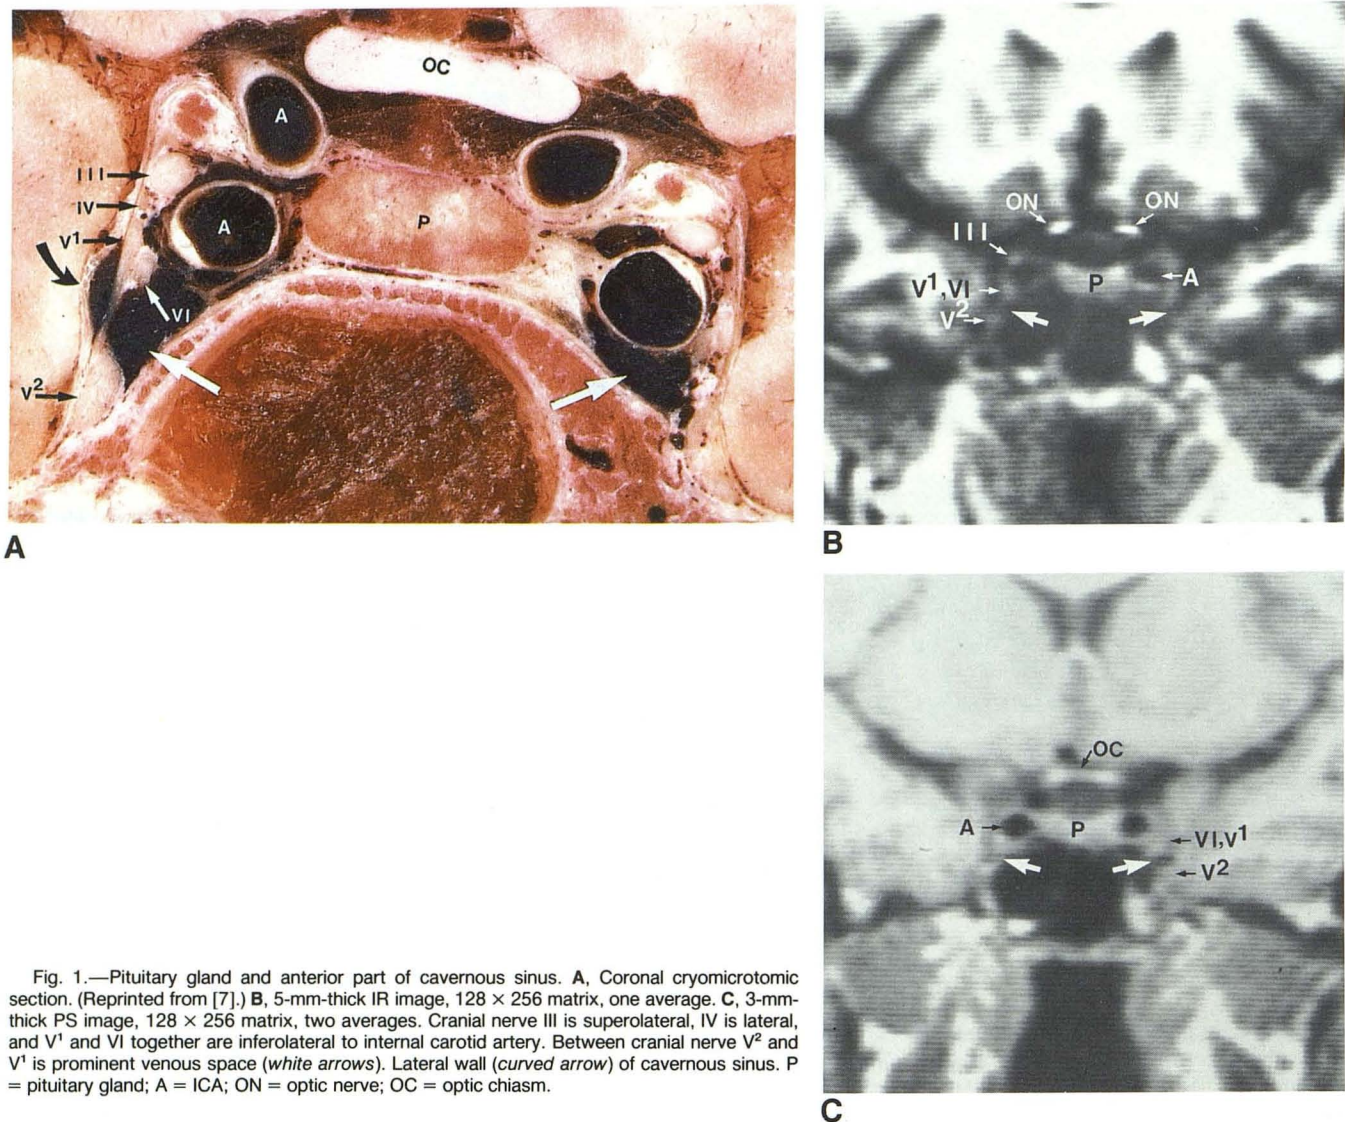 OC
A
III
IV
A
P
V¹
VI
V²
A
ON
ON
III
P
A
V¹,VI
V²
B
OC
A
P
VI,V¹
V²
C
Fig. 1.—Pituitary gland and anterior part of cavernous sinus. A, Coronal cryomicrotomic
section. (Reprinted from [7].) B, 5-mm-thick IR image, 128 × 256 matrix, one average. C, 3-mm-
thick PS image, 128 × 256 matrix, two averages. Cranial nerve III is superolateral, IV is lateral,
and V¹ and VI together are inferolateral to internal carotid artery. Between cranial nerve V² and
V¹ is prominent venous space (white arrows). Lateral wall (curved arrow) of cavernous sinus. P
= pituitary gland; A = ICA; ON = optic nerve; OC = optic chiasm.